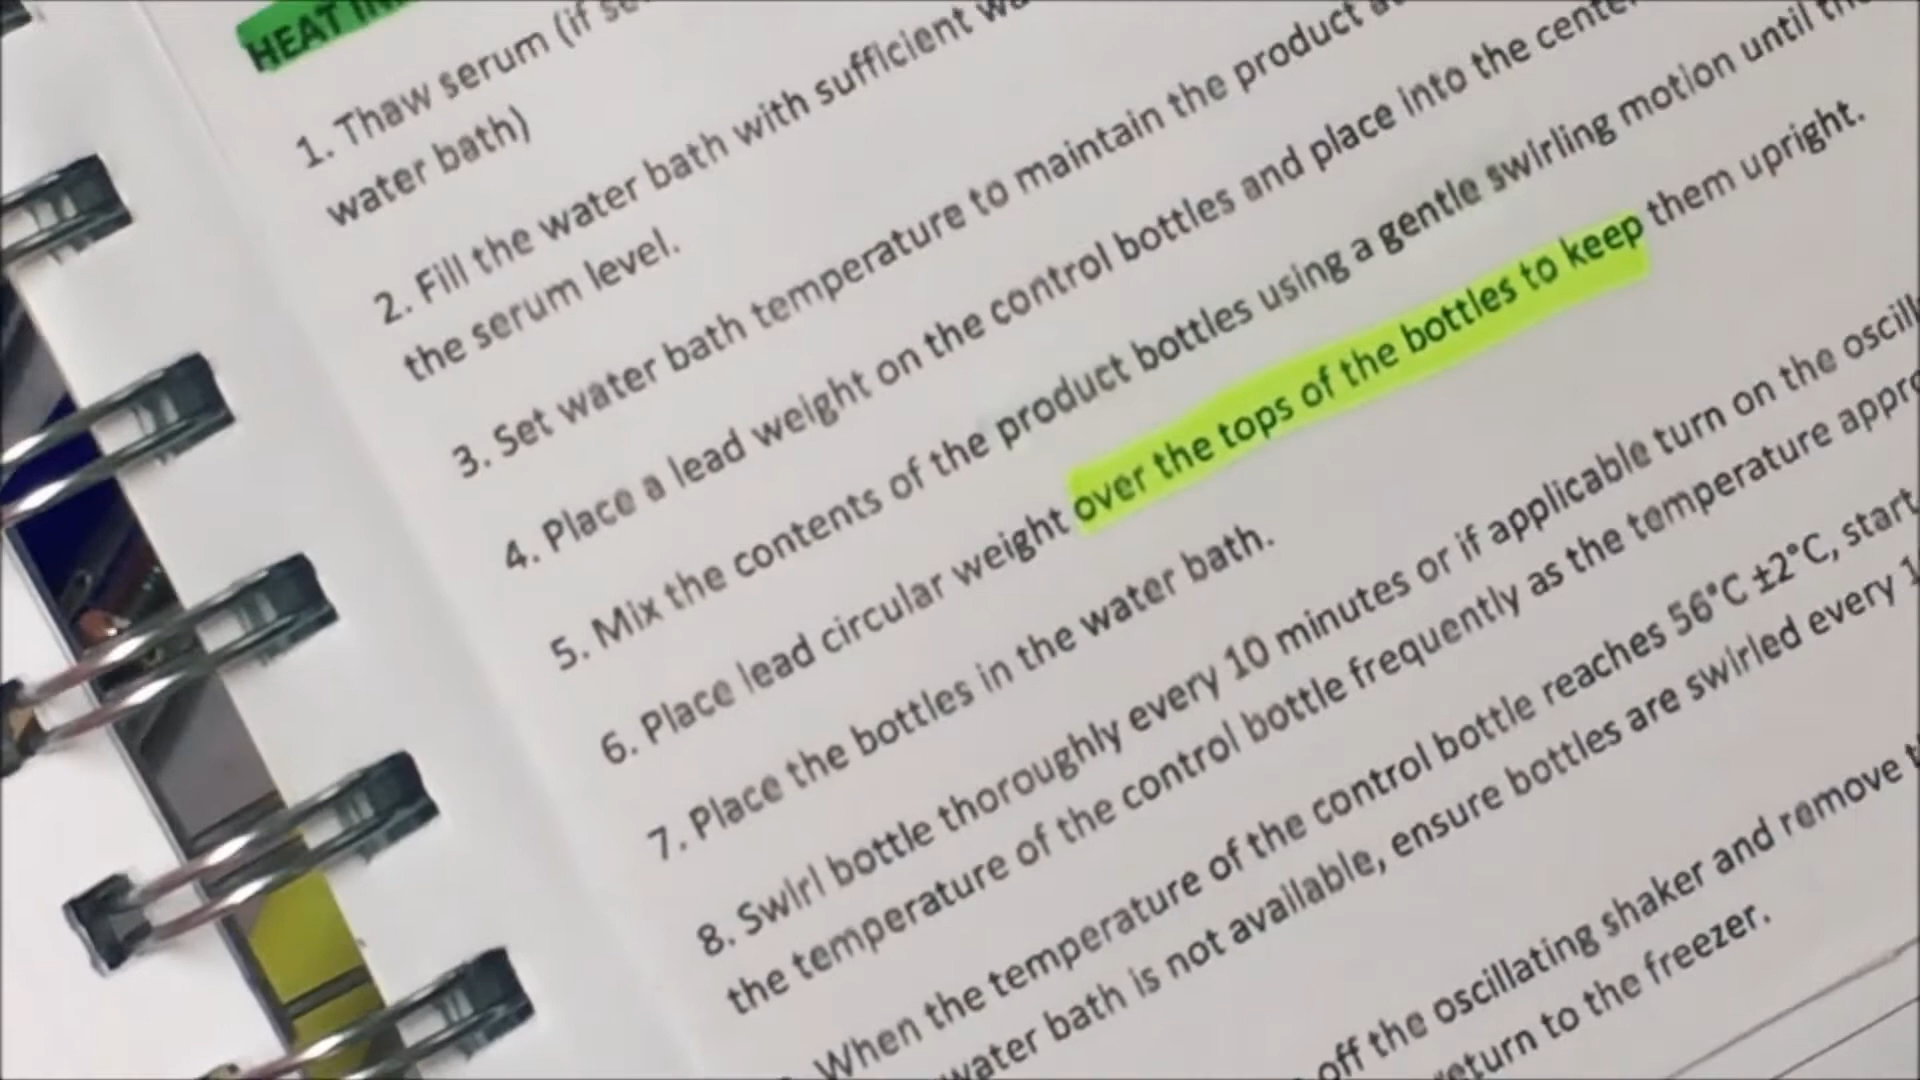 HEAT
1. Thaw serum (if
water bath)
2. Fill the water bath with sufficient
the serum level.
3. Set water bath temperature to maintain the product
4. Place a lead weight on the control bottles and place into the
5. Mix the contents of the product bottles using a gentle swirling motion until
6. Place lead circular weight over the tops of the bottles to keep them upright.
7. Place the bottles in the water bath.
8. Swirl bottle thoroughly every 10 minutes or if applicable turn on the
the temperature of the control bottle frequently as the temperature
When the temperature of the control bottle reaches 56°C ±2°C, start
water bath is not available, ensure bottles are swirled every
off the oscillating shaker and remove
return to the freezer.